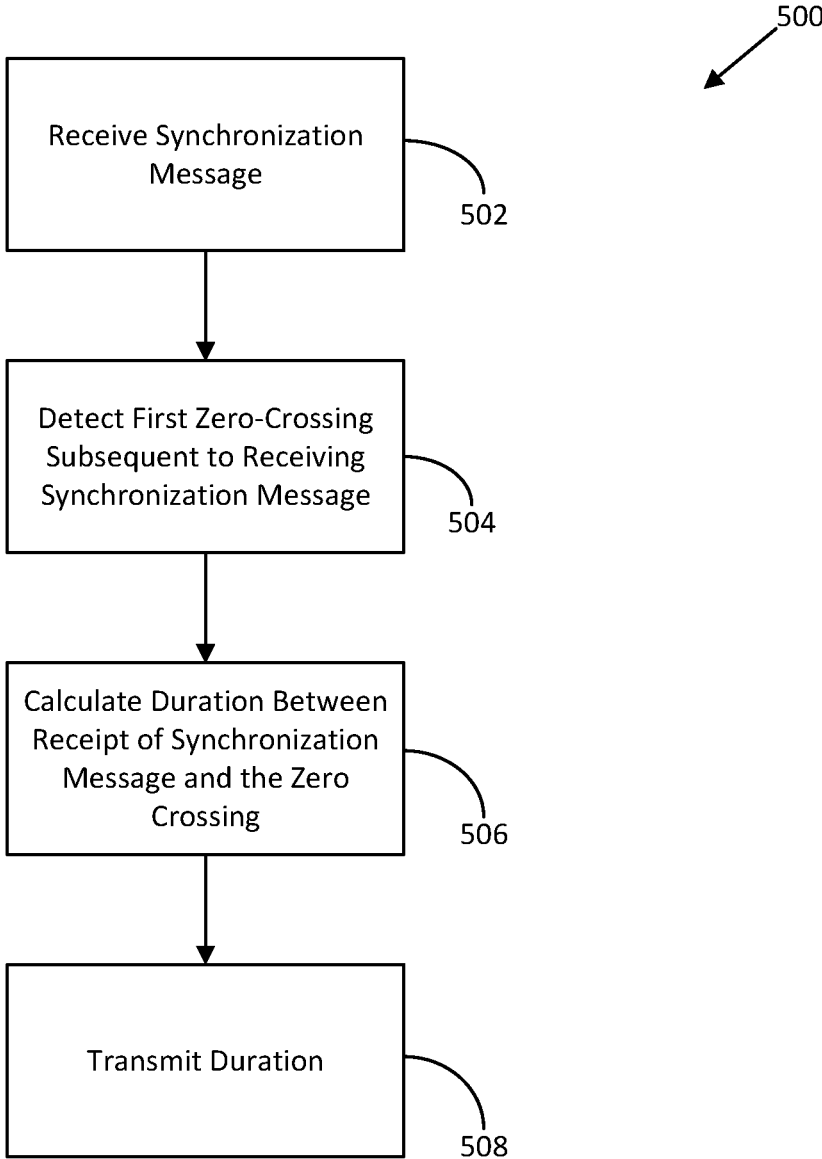 500
Receive Synchronization
Message
502
Detect First Zero-Crossing
Subsequent to Receiving
Synchronization Message
504
Calculate Duration Between
Receipt of Synchronization
Message and the Zero
Crossing
506
Transmit Duration
508